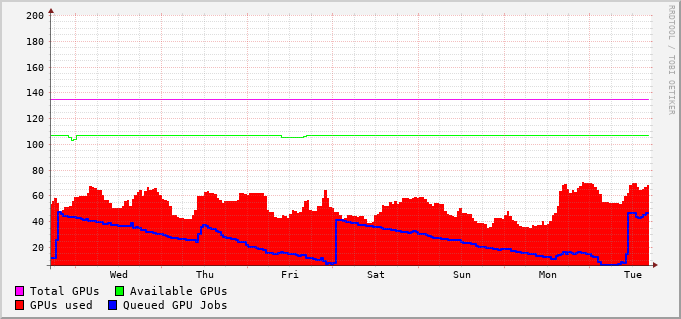 200
180
160
140
120
100
80
60
40
20
Wed Thu Fri Sat Sun Mon Tue
Total GPUs Available GPUs
GPUs used Queued GPU Jobs
RRDTOOL / TOBI OETIKER